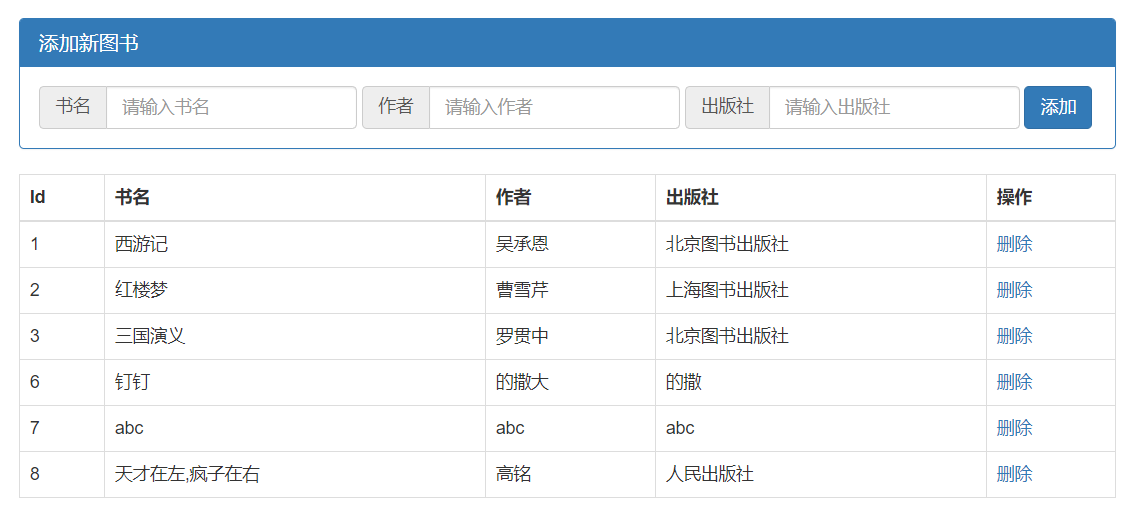 添加新图书
书名 请输入书名 作者 请输入作者 出版社 请输入出版社 添加
Id 书名 作者 出版社 操作
1 西游记 吴承恩 北京图书出版社 删除
2 红楼梦 曹雪芹 上海图书出版社 删除
3 三国演义 罗贯中 北京图书出版社 删除
6 钉钉 的撒大 的撒 删除
7 abc abc abc 删除
8 天才在左,疯子在右 高铭 人民出版社 删除